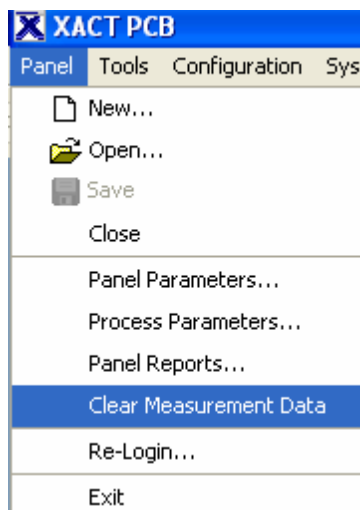 XACT PCB
Panel Tools Configuration Sys
New...
Open...
Save
Close
Panel Parameters...
Process Parameters...
Panel Reports...
Clear Measurement Data
Re-Login...
Exit